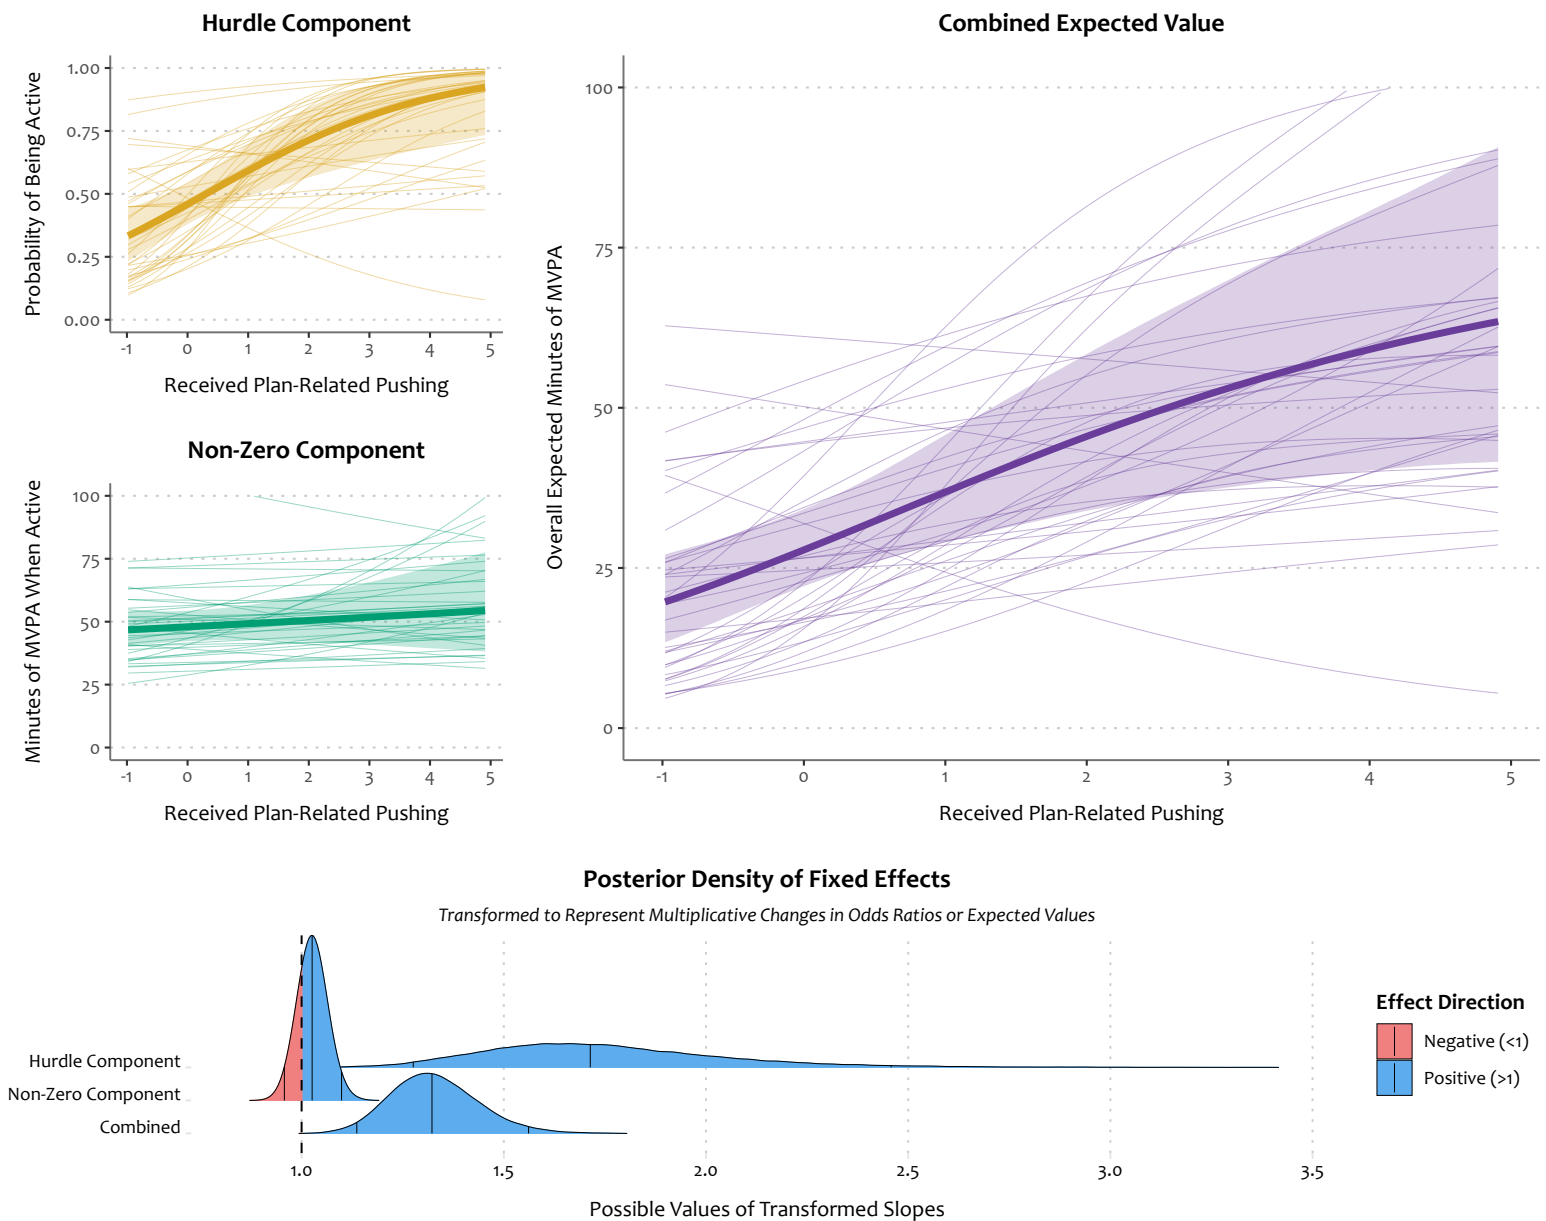 Hurdle Component
Probability of Being Active
1.00
0.75
0.50
0.25
0.00
-1 0 1 2 3 4 5
Received Plan-Related Pushing
Non-Zero Component
Minutes of MVPA When Active
100
75
50
25
0
-1 0 1 2 3 4 5
Received Plan-Related Pushing
Combined Expected Value
Overall Expected Minutes of MVPA
100
75
50
25
0
-1 0 1 2 3 4 5
Received Plan-Related Pushing
Posterior Density of Fixed Effects
Transformed to Represent Multiplicative Changes in Odds Ratios or Expected Values
Hurdle Component
Non-Zero Component
Combined
1.0 1.5 2.0 2.5 3.0 3.5
Possible Values of Transformed Slopes
Effect Direction
Negative (<1)
Positive (>1)